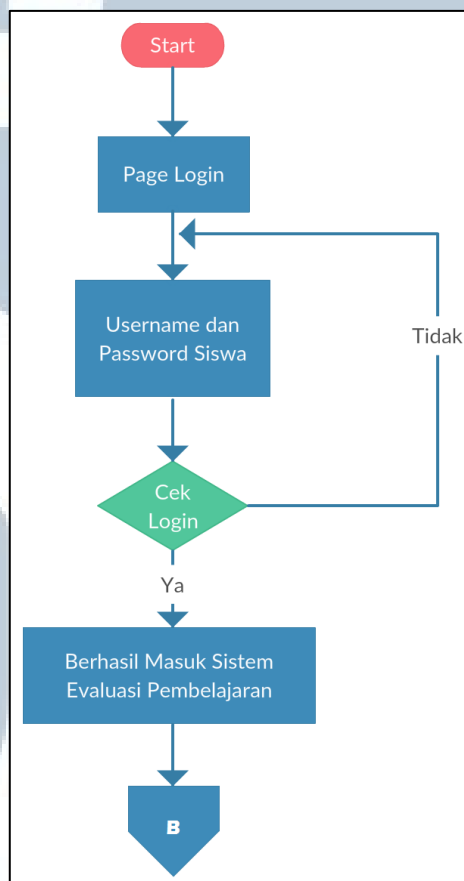 Start
Page Login
Username dan
Password Siswa
Tidak
Cek
Login
Ya
Berhasil Masuk Sistem
Evaluasi Pembelajaran
B